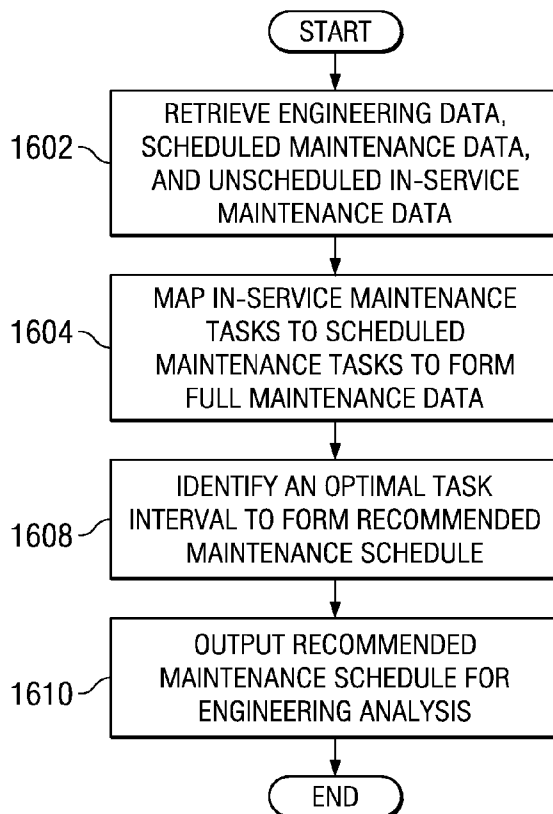 START
1602
RETRIEVE ENGINEERING DATA,
SCHEDULED MAINTENANCE DATA,
AND UNSCHEDULED IN-SERVICE
MAINTENANCE DATA
1604
MAP IN-SERVICE MAINTENANCE
TASKS TO SCHEDULED
MAINTENANCE TASKS TO FORM
FULL MAINTENANCE DATA
1608
IDENTIFY AN OPTIMAL TASK
INTERVAL TO FORM RECOMMENDED
MAINTENANCE SCHEDULE
1610
OUTPUT RECOMMENDED
MAINTENANCE SCHEDULE FOR
ENGINEERING ANALYSIS
END